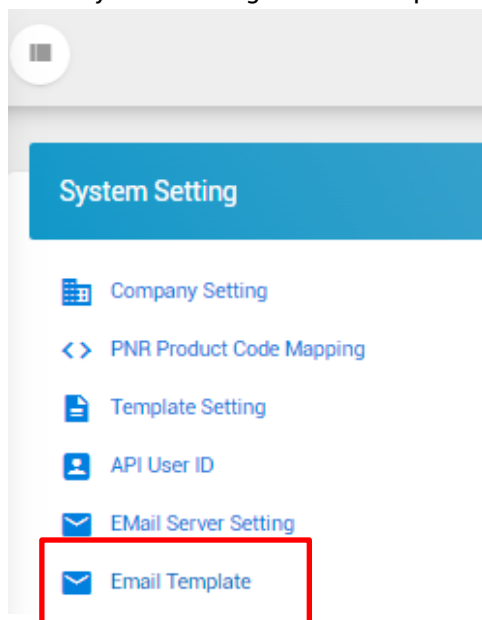 System Setting
Company Setting
PNR Product Code Mapping
Template Setting
API User ID
EMail Server Setting
Email Template